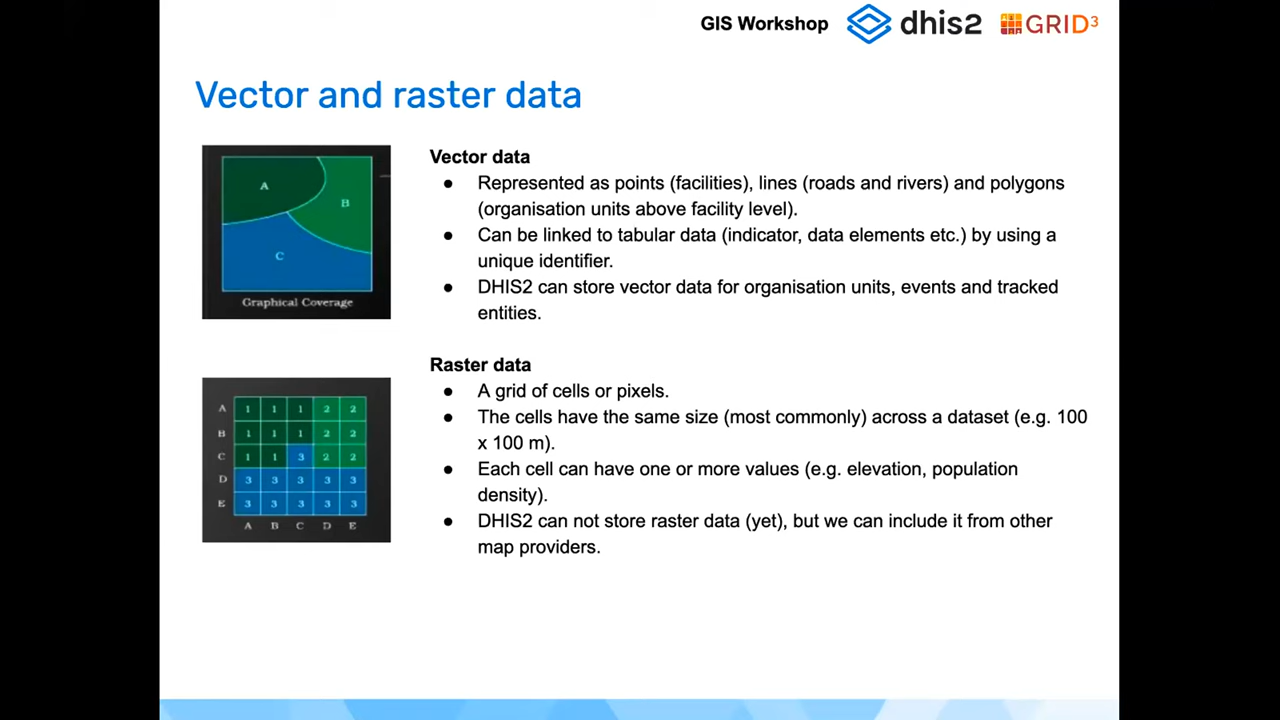 GIS Workshop dhis2 GRID3
Vector and raster data
A
B
C
Graphical Coverage
Vector data
● Represented as points (facilities), lines (roads and rivers) and polygons
(organisation units above facility level).
● Can be linked to tabular data (indicator, data elements etc.) by using a
unique identifier.
● DHIS2 can store vector data for organisation units, events and tracked
entities.
A 1 1 1 2 2
B 1 1 1 2 2
C 1 1 3 2 2
D 3 3 3 3 3
E 3 3 3 3 3
A B C D E
Raster data
● A grid of cells or pixels.
● The cells have the same size (most commonly) across a dataset (e.g. 100
x 100 m).
● Each cell can have one or more values (e.g. elevation, population
density).
● DHIS2 can not store raster data (yet), but we can include it from other
map providers.